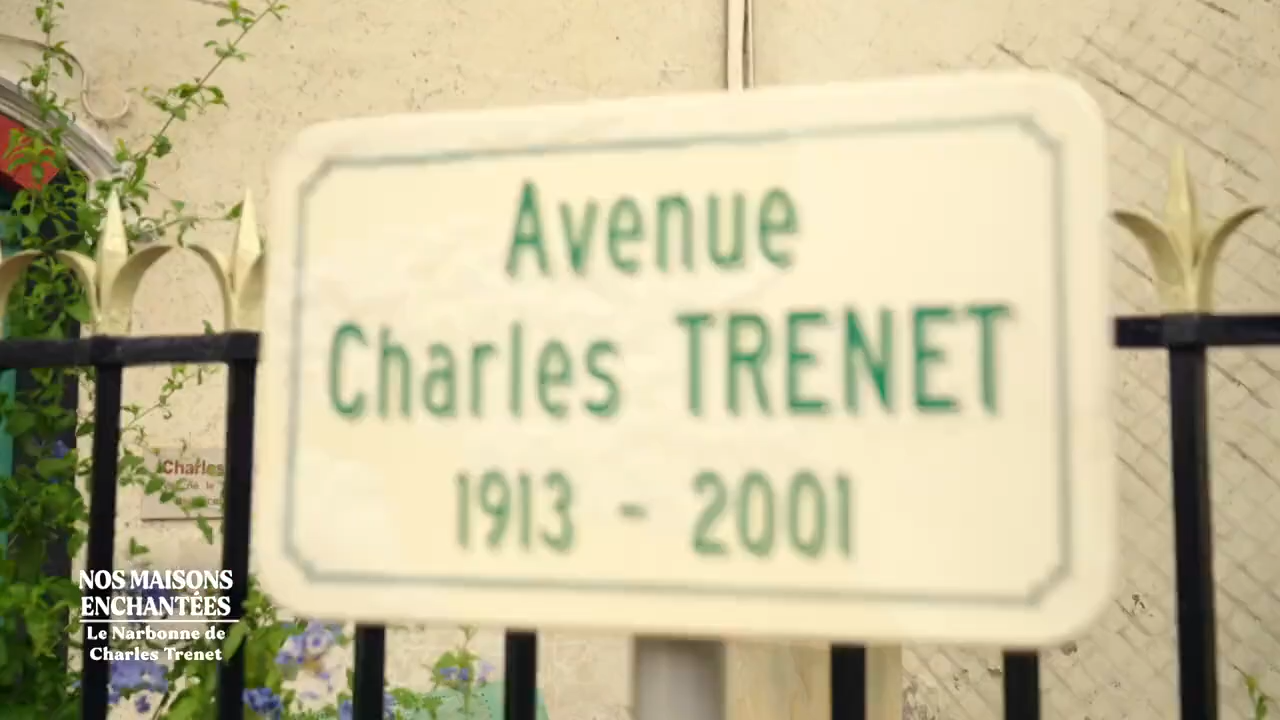 Avenue
Charles TRENET
1913 - 2001
Charles
NOS MAISONS
ENCHANTÉES
Le Narbonne de
Charles Trenet